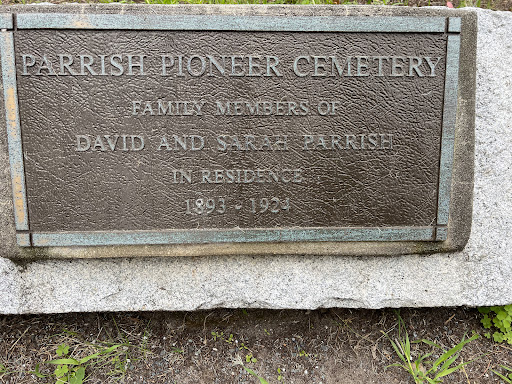 PARRISH PIONEER CEMETERY
FAMILY MEMBERS OF
DAVID AND SARAH PARRISH
IN RESIDENCE
1893 - 1924